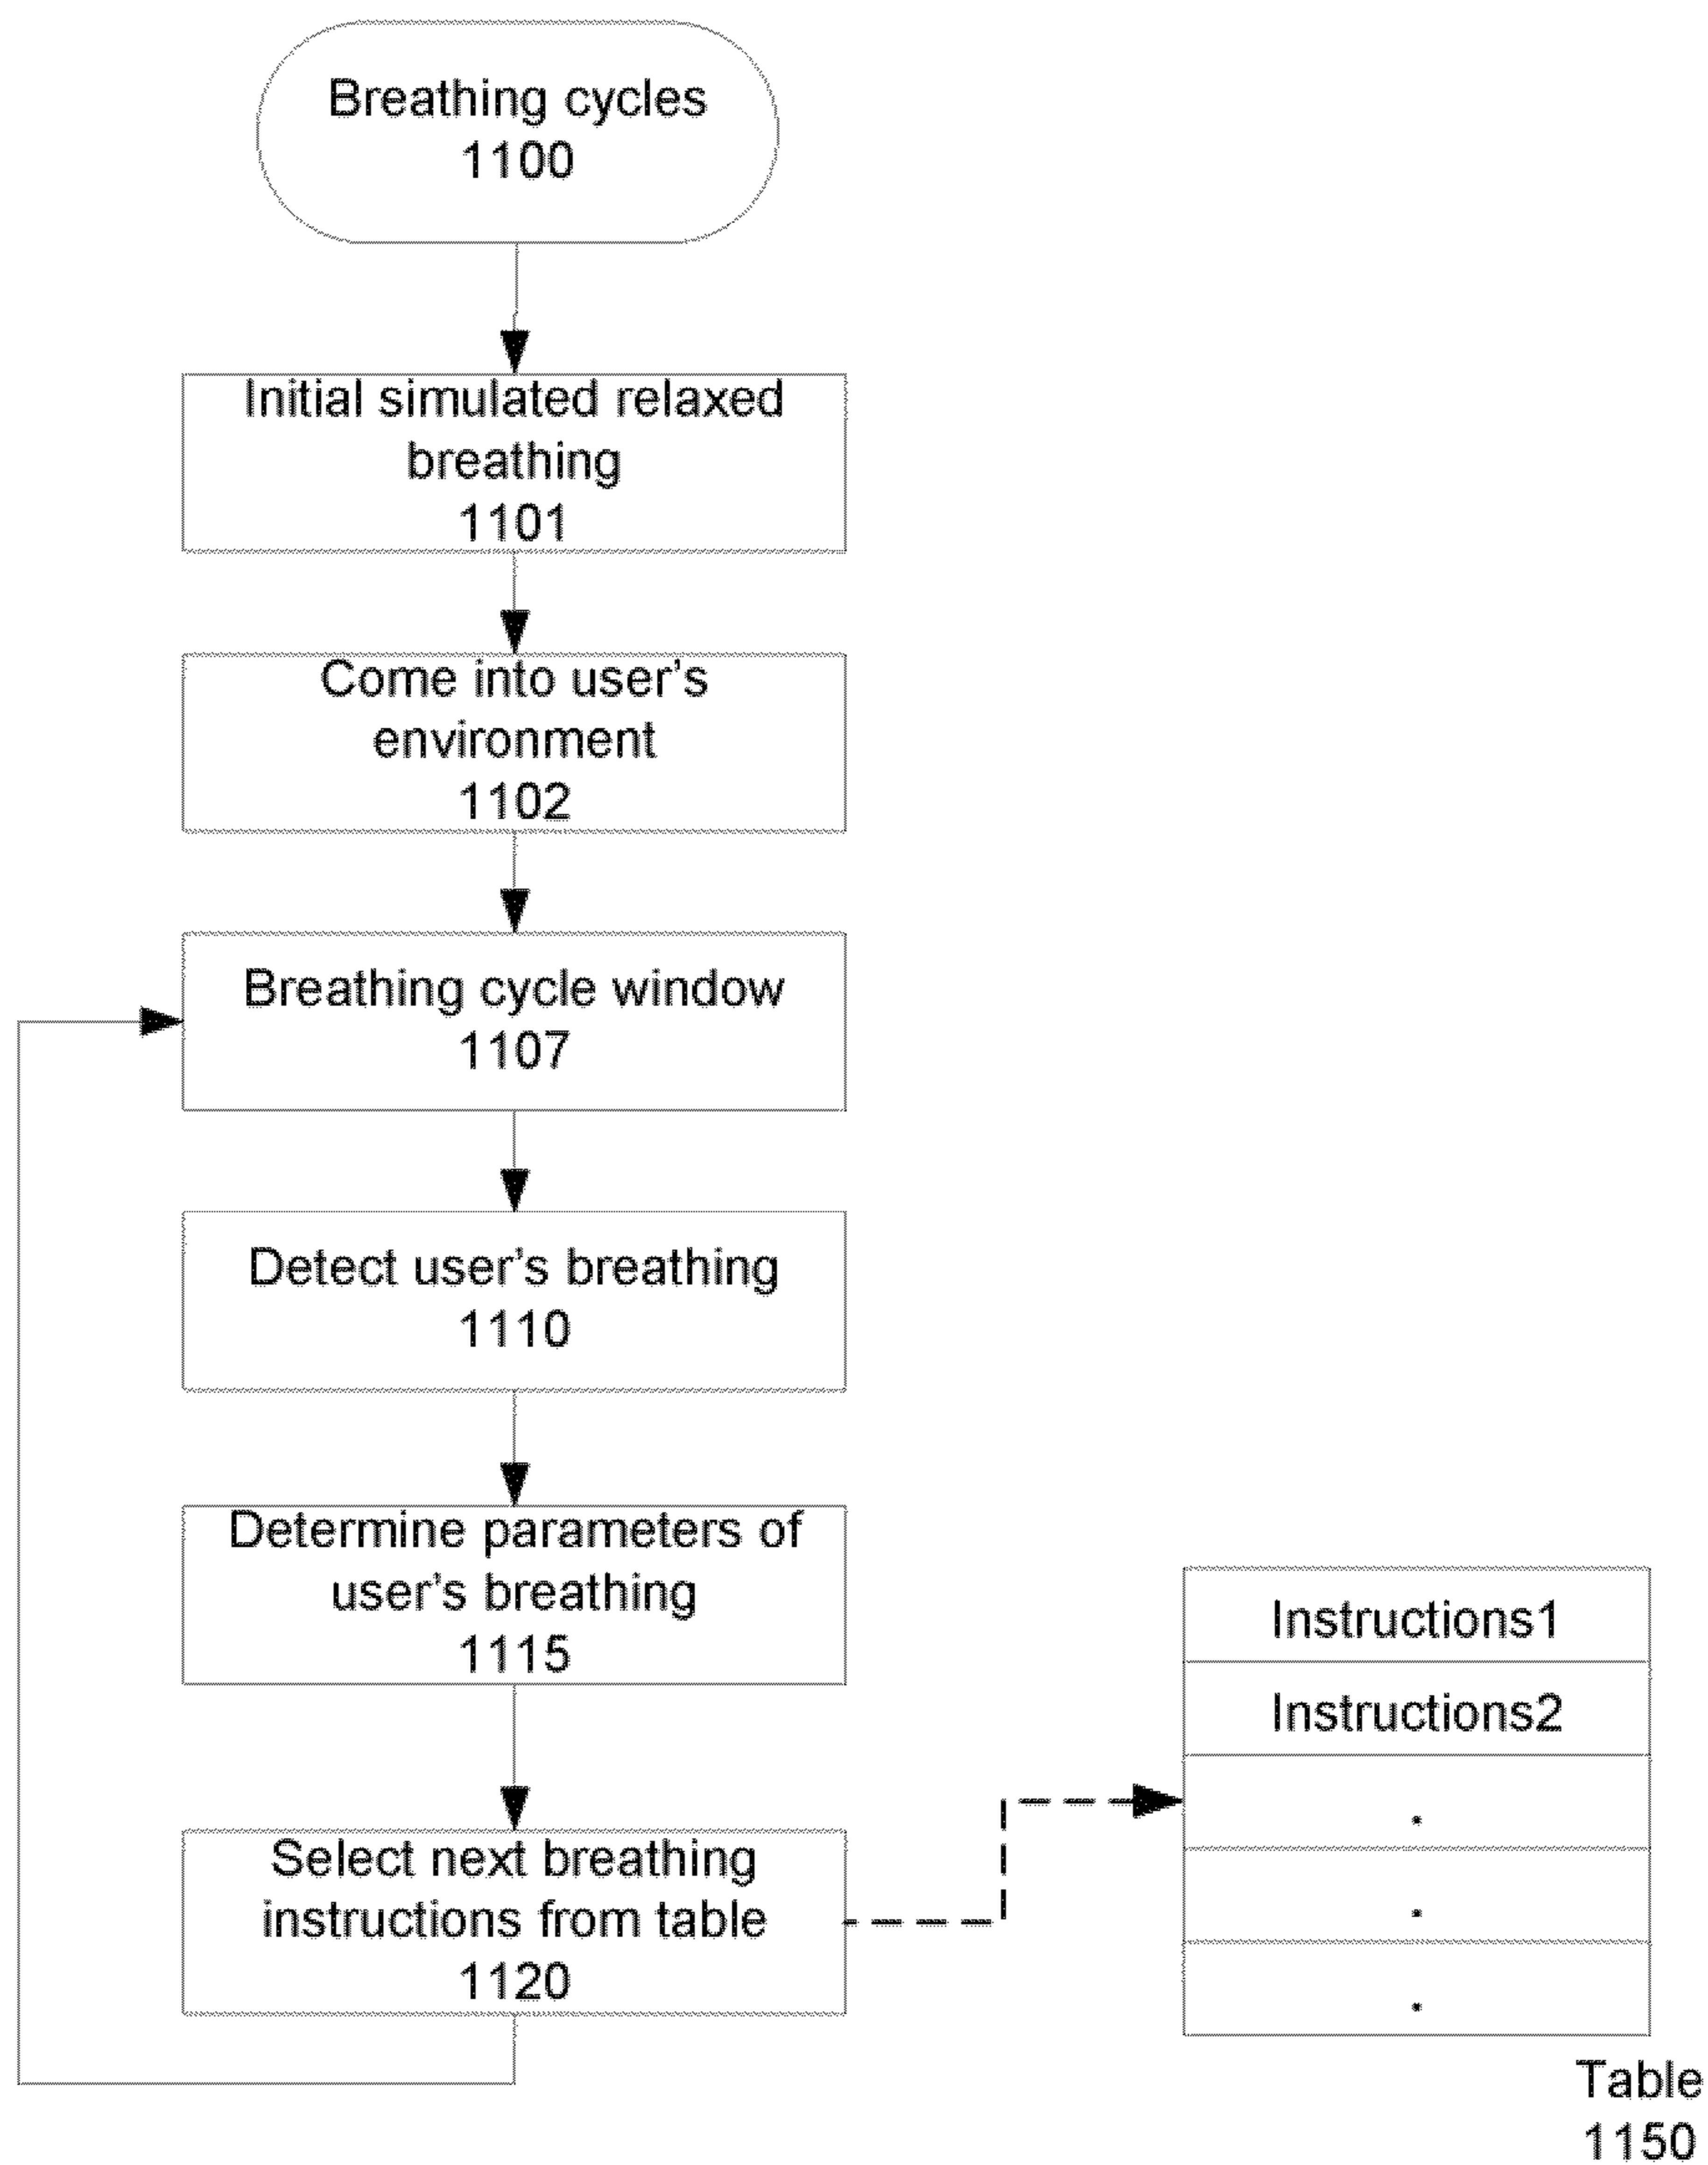 Breathing cycles
1100
Initial simulated relaxed
breathing
1101
Come into user's
environment
1102
Breathing cycle window
1107
Detect user's breathing
1110
Determine parameters of
user's breathing
1115
Select next breathing
instructions from table
1120
Instructions1
Instructions2
.
.
.
Table
1150